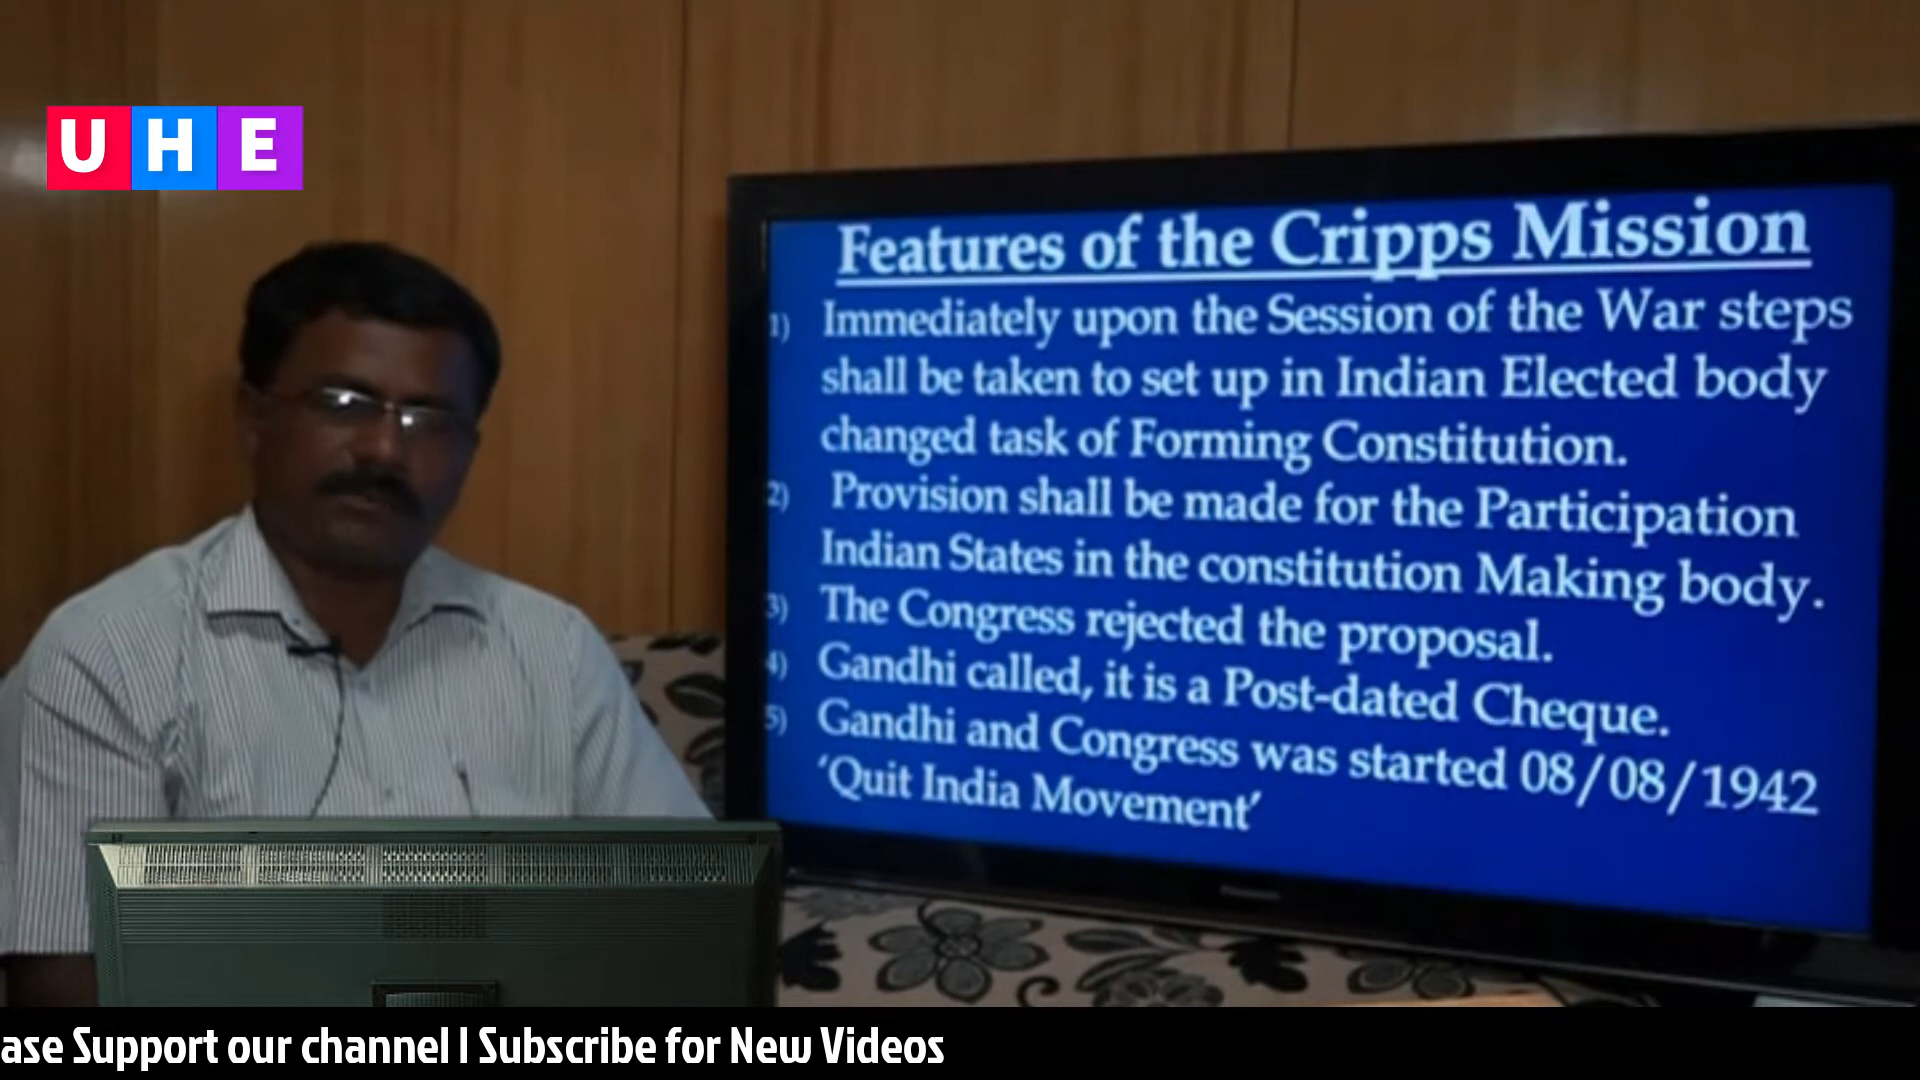 UHE
Features of the Cripps Mission
1) Immediately upon the Session of the War steps
shall be taken to set up in Indian Elected body
changed task of Forming Constitution.
2) Provision shall be made for the Participation
Indian States in the constitution Making body.
3) The Congress rejected the proposal.
4) Gandhi called, it is a Post-dated Cheque.
5) Gandhi and Congress was started 08/08/1942
‘Quit India Movement’
ase Support our channel | Subscribe for New Videos